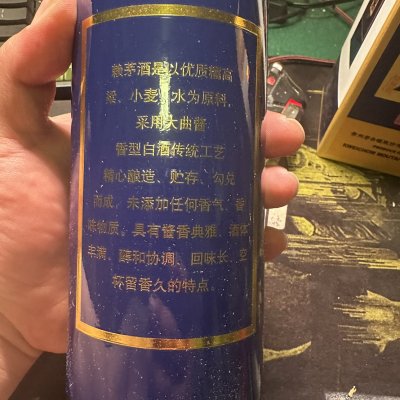 赖茅酒是以优质糯高
粱、小麦、水为原料,
采用大曲酱
香型白酒传统工艺
精心酿造、贮存、勾兑
而成，未添加任何香气、香
味物质。具有酱香典雅、酒体
丰满、醇和协调、回味长、空
杯留香久的特点。